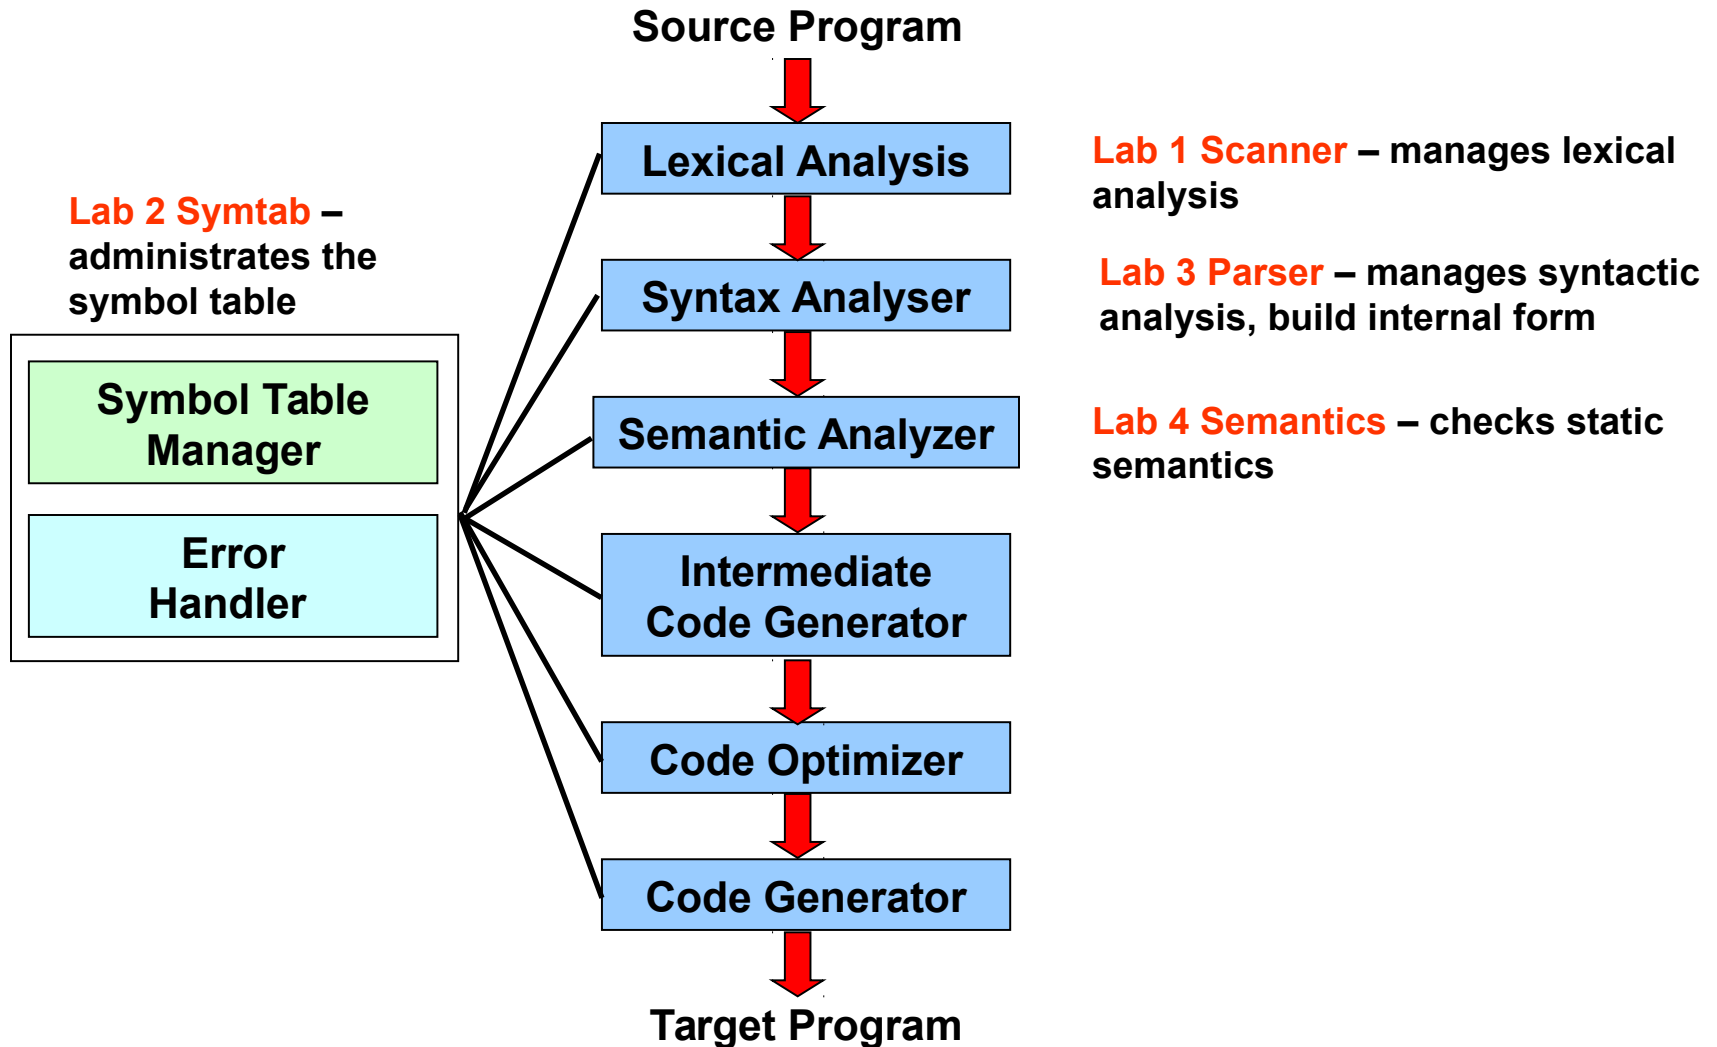 Source Program
Lexical Analysis
Lab 1 Scanner – manages lexical
analysis
Lab 2 Symtab –
administrates the
symbol table
Syntax Analyser
Lab 3 Parser – manages syntactic
analysis, build internal form
Symbol Table
Manager
Semantic Analyzer
Lab 4 Semantics – checks static
semantics
Error
Handler
Intermediate
Code Generator
Code Optimizer
Code Generator
Target Program